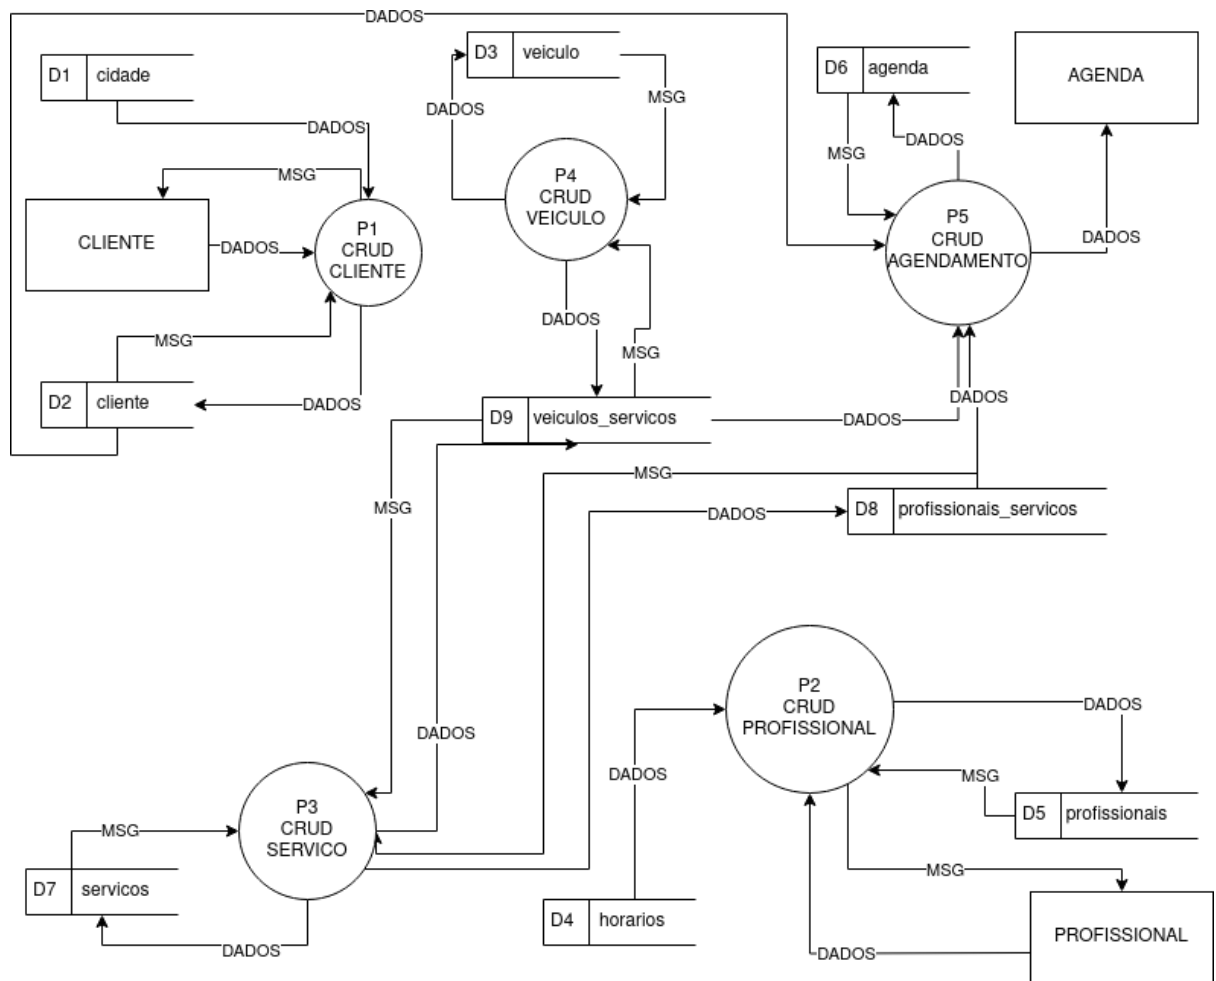 DADOS
D1 cidade
D3 veiculo
D6 agenda
AGENDA
DADOS
MSG
DADOS
MSG
DADOS
MSG
P4
CRUD
VEICULO
MSG
CLIENTE
DADOS
P1
CRUD
CLIENTE
P5
CRUD
AGENDAMENTO
DADOS
DADOS
MSG
MSG
D2 cliente
DADOS
D9 veiculos_servicos
DADOS
DADOS
MSG
MSG
DADOS
D8 profissionais_servicos
P2
CRUD
PROFISSIONAL
DADOS
DADOS
DADOS
MSG
P3
CRUD
SERVICO
D5 profissionais
MSG
MSG
D7 servicos
D4 horarios
PROFISSIONAL
DADOS
DADOS